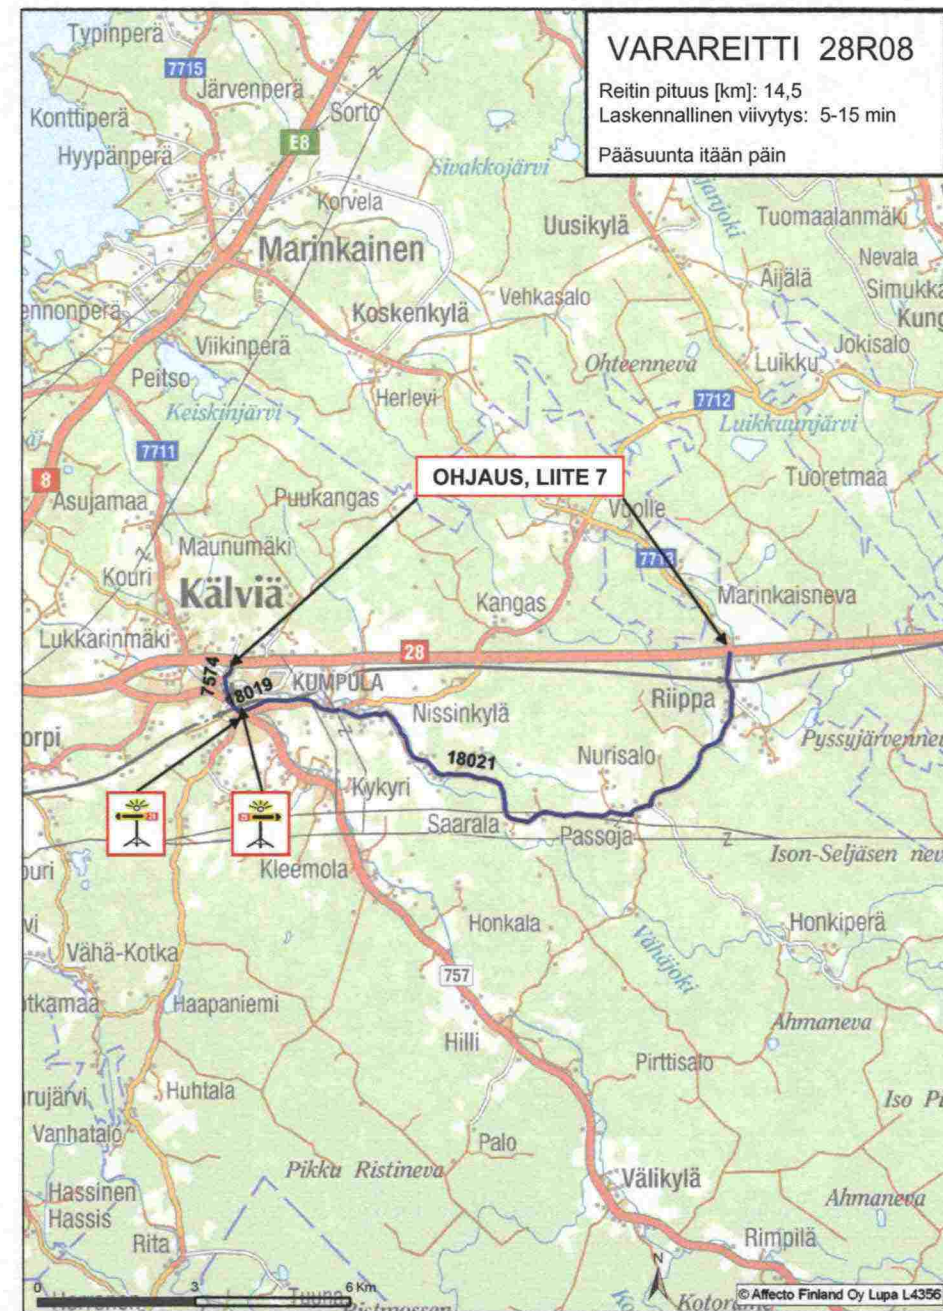 VARAREITTI 28R08
Reitin pituus [km]: 14,5
Laskennallinen viivytys: 5-15 min
Pääsuunta itään päin
Typinperä
7715
Järvenperä
Konttiperä
Sorto
E8
Hyypänperä
Sivakkojärvi
Korvela
Uusikylä
Tuomaalanmäki
Marinkainen
Nevala
Aijälä
Simukka
Vehkasalo
Koskenkylä
Viikinperä
Ohteenneva
Luikku
Jokisalo
Peitso
Herlevi
7712
Keiskinjärvi
Luikkuunjärvi
7711
8
OHJAUS, LIITE 7
Tuoretmaa
Asujamaa
Puukangas
Vuolle
Maunumäki
7713
Kouri
Kälviä
Marinkaisneva
Kangas
Lukkarinmäki
28
7574
8019
KUMPULA
Riippa
Nissinkylä
18021
Nurisalo
Kykyri
28
28
Saarala
Passoja
Kleemola
Honkala
Honkiperä
Vähä-Kotka
Vähäjoki
757
Haapaniemi
Ahmaneva
Hilli
Pirttisalo
Huhtala
Vanhatalo
Palo
Pikku Ristineva
Välikylä
Hassinen
Hassis
Ahmaneva
Rita
Rimpilä
N
0 3 6 Km
© Affecto Finland Oy Lupa L4356